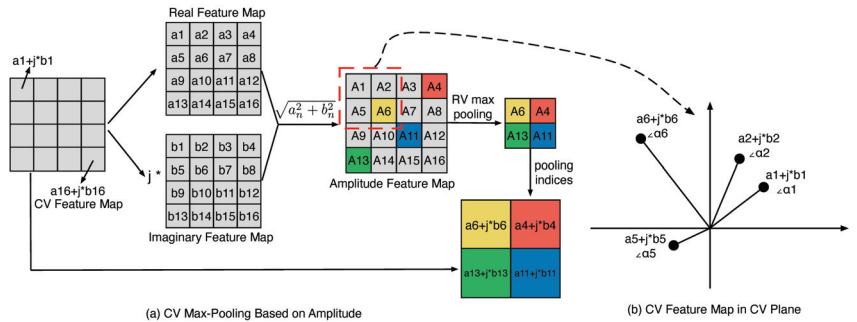 Real Feature Map
a1 a2 a3 a4
a5 a6 a7 a8
a9 a10 a11 a12
a13 a14 a15 a16
a1+j*b1
a16+j*b16
CV Feature Map
j *
b1 b2 b3 b4
b5 b6 b7 b8
b9 b10 b11 b12
b13 b14 b15 b16
Imaginary Feature Map
√a_n^2 + b_n^2
A1 A2 A3 A4
A5 A6 A7 A8
A9 A10 A11 A12
A13 A14 A15 A16
Amplitude Feature Map
RV max
pooling
A6 A4
A13 A11
pooling
indices
a6+j*b6 a4+j*b4
a13+j*b13 a11+j*b11
(a) CV Max-Pooling Based on Amplitude
a6+j*b6
∠α6
a2+j*b2
∠α2
a1+j*b1
∠α1
a5+j*b5
∠α5
(b) CV Feature Map in CV Plane